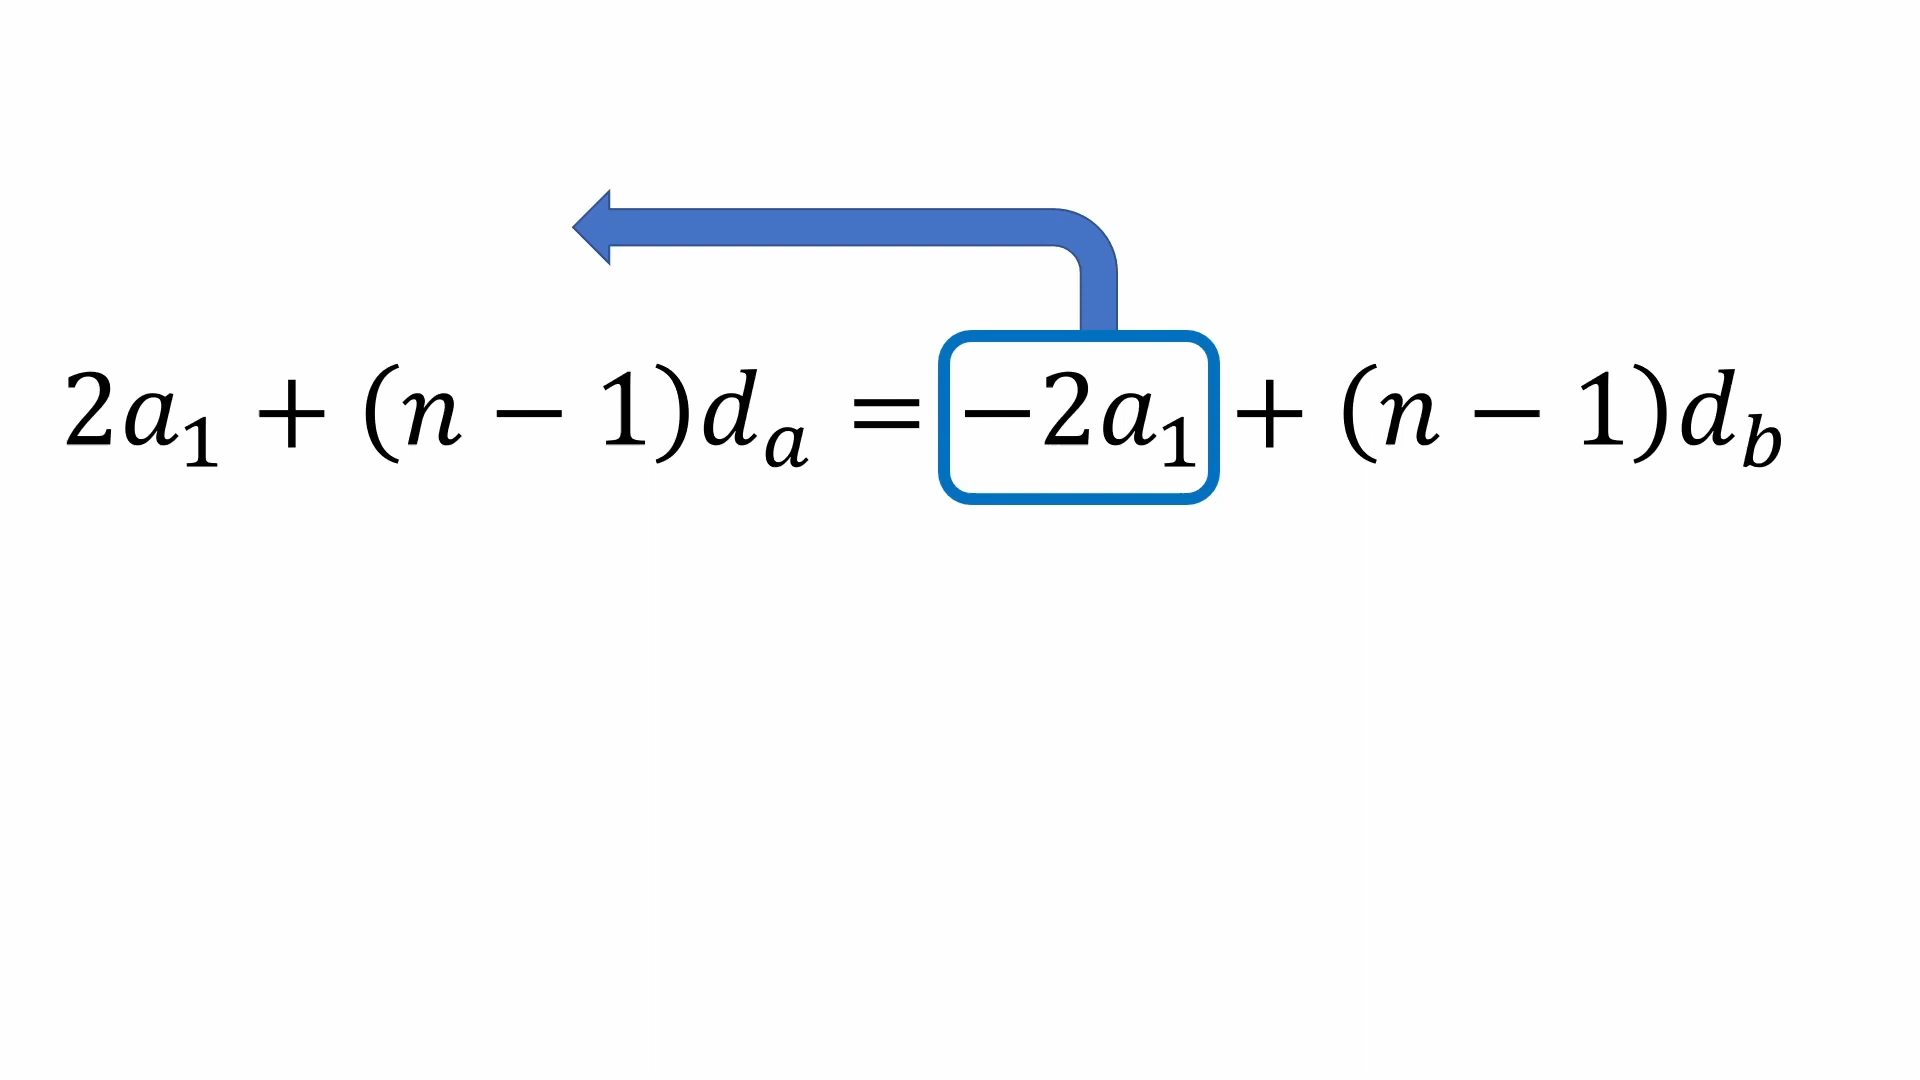 2a₁ + (n − 1)dₐ = −2a₁ + (n − 1)d_b